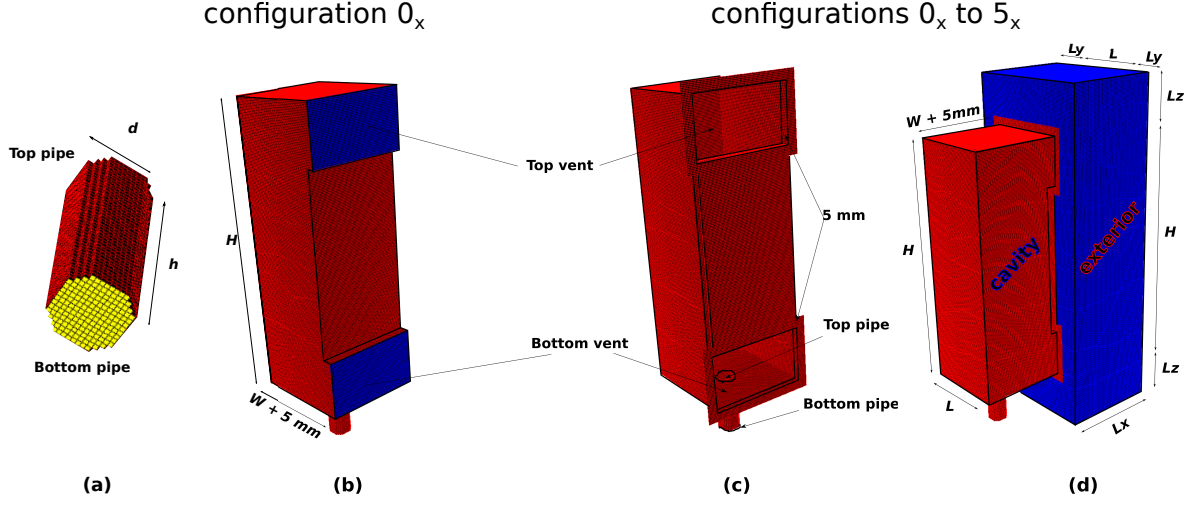 configuration 0x
configurations 0x to 5x
d
Top pipe
h
Bottom pipe
(a)
H
W + 5 mm
(b)
Top vent
Bottom vent
5 mm
Top pipe
Bottom pipe
(c)
Ly
L
Ly
Lz
W + 5mm
H
cavity
exterior
H
Lz
L
Lx
(d)